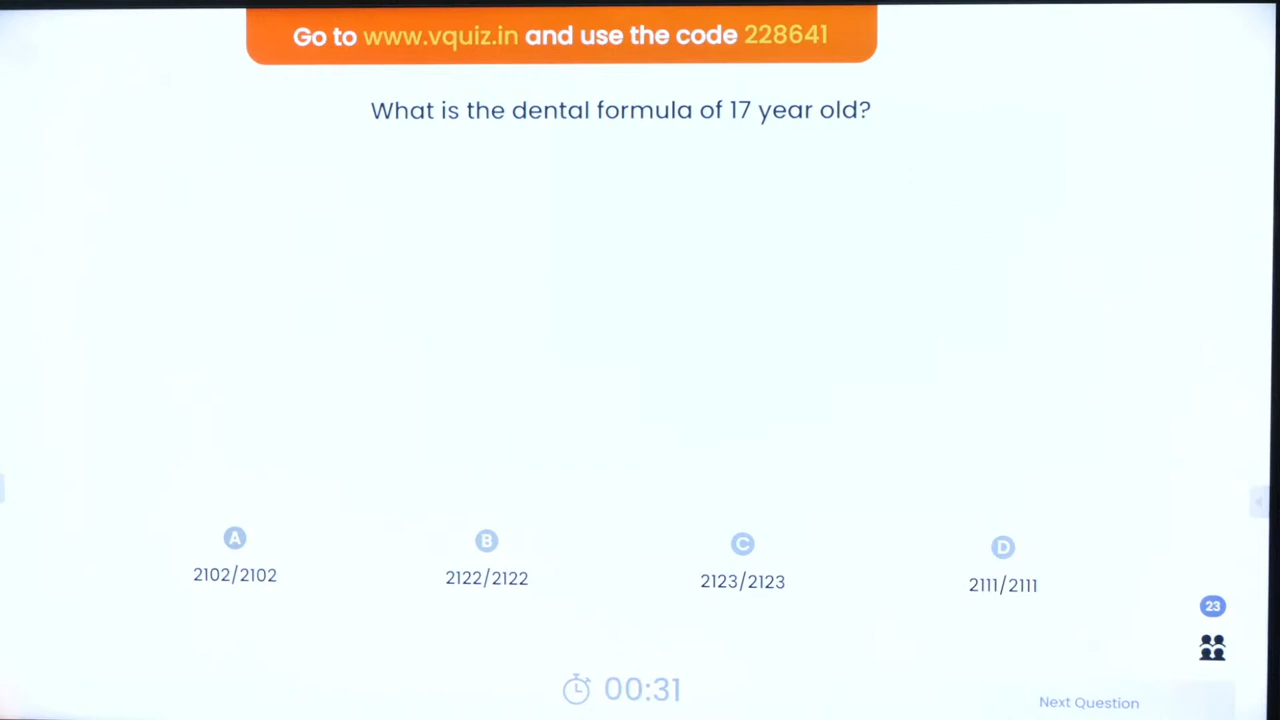 Go to www.vquiz.in and use the code 228641
What is the dental formula of 17 year old?
A
B
C
D
2102/2102
2122/2122
2123/2123
2111/2111
23
00:31
Next Question